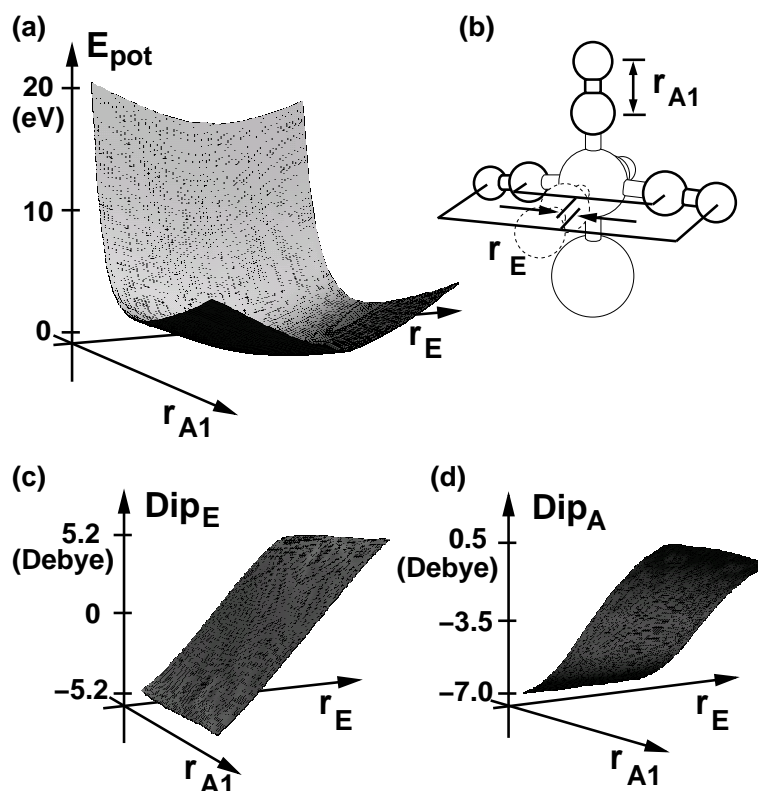 (a)
E_pot
20
(eV)
10
0
r_E
r_A1
(b)
r_A1
r_E
(c)
Dip_E
5.2
(Debye)
0
−5.2
r_E
r_A1
(d)
Dip_A
0.5
(Debye)
−3.5
−7.0
r_E
r_A1